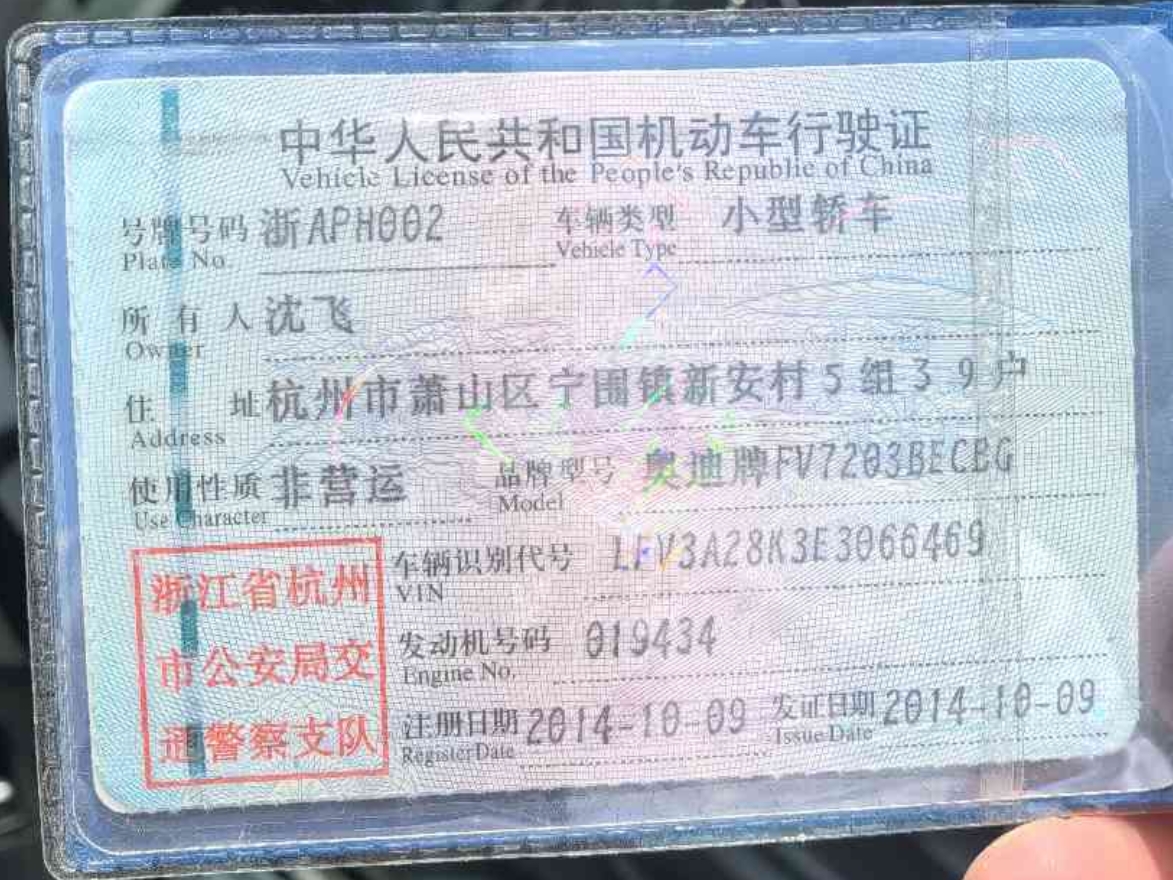 中华人民共和国机动车行驶证
Vehicle License of the People's Republic of China
号牌号码 浙APH002 车辆类型 小型轿车
Plate No. Vehicle Type
所有人 沈飞
Owner
住址 杭州市萧山区宁围镇新安村5组39户
Address
使用性质 非营运 品牌型号 奥迪牌FV7203BECBG
Use Character Model
车辆识别代号 LFV3A28K3E3066469
VIN
发动机号码 019434
Engine No.
注册日期 2014-10-09 发证日期 2014-10-09
Register Date Issue Date
浙江省杭州
市公安局交
通警察支队